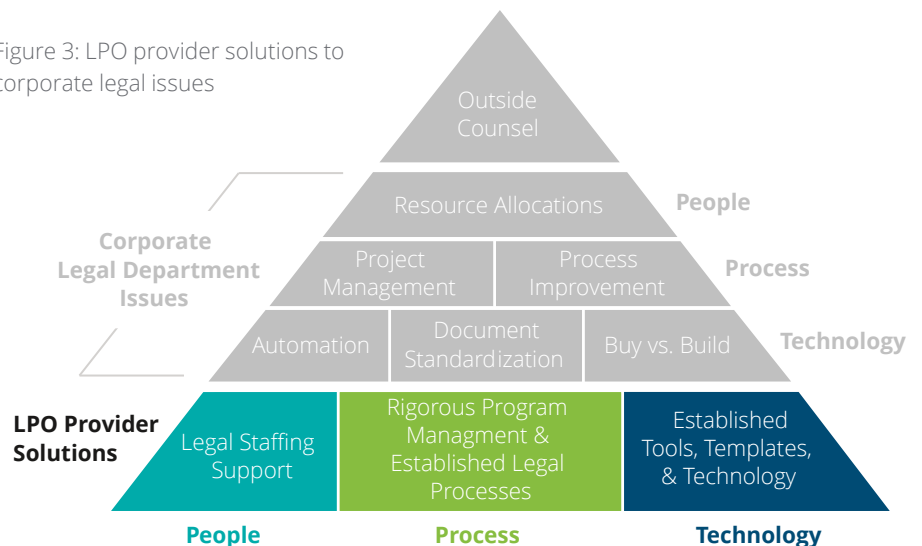 Figure 3: LPO provider solutions to
corporate legal issues
Outside
Counsel
Resource Allocations
People
Corporate
Legal Department
Issues
Project
Management
Process
Improvement
Process
Automation
Document
Standardization
Buy vs. Build
Technology
LPO Provider
Solutions
Legal Staffing
Support
Rigorous Program
Managment &
Established Legal
Processes
Established
Tools, Templates,
& Technology
People
Process
Technology